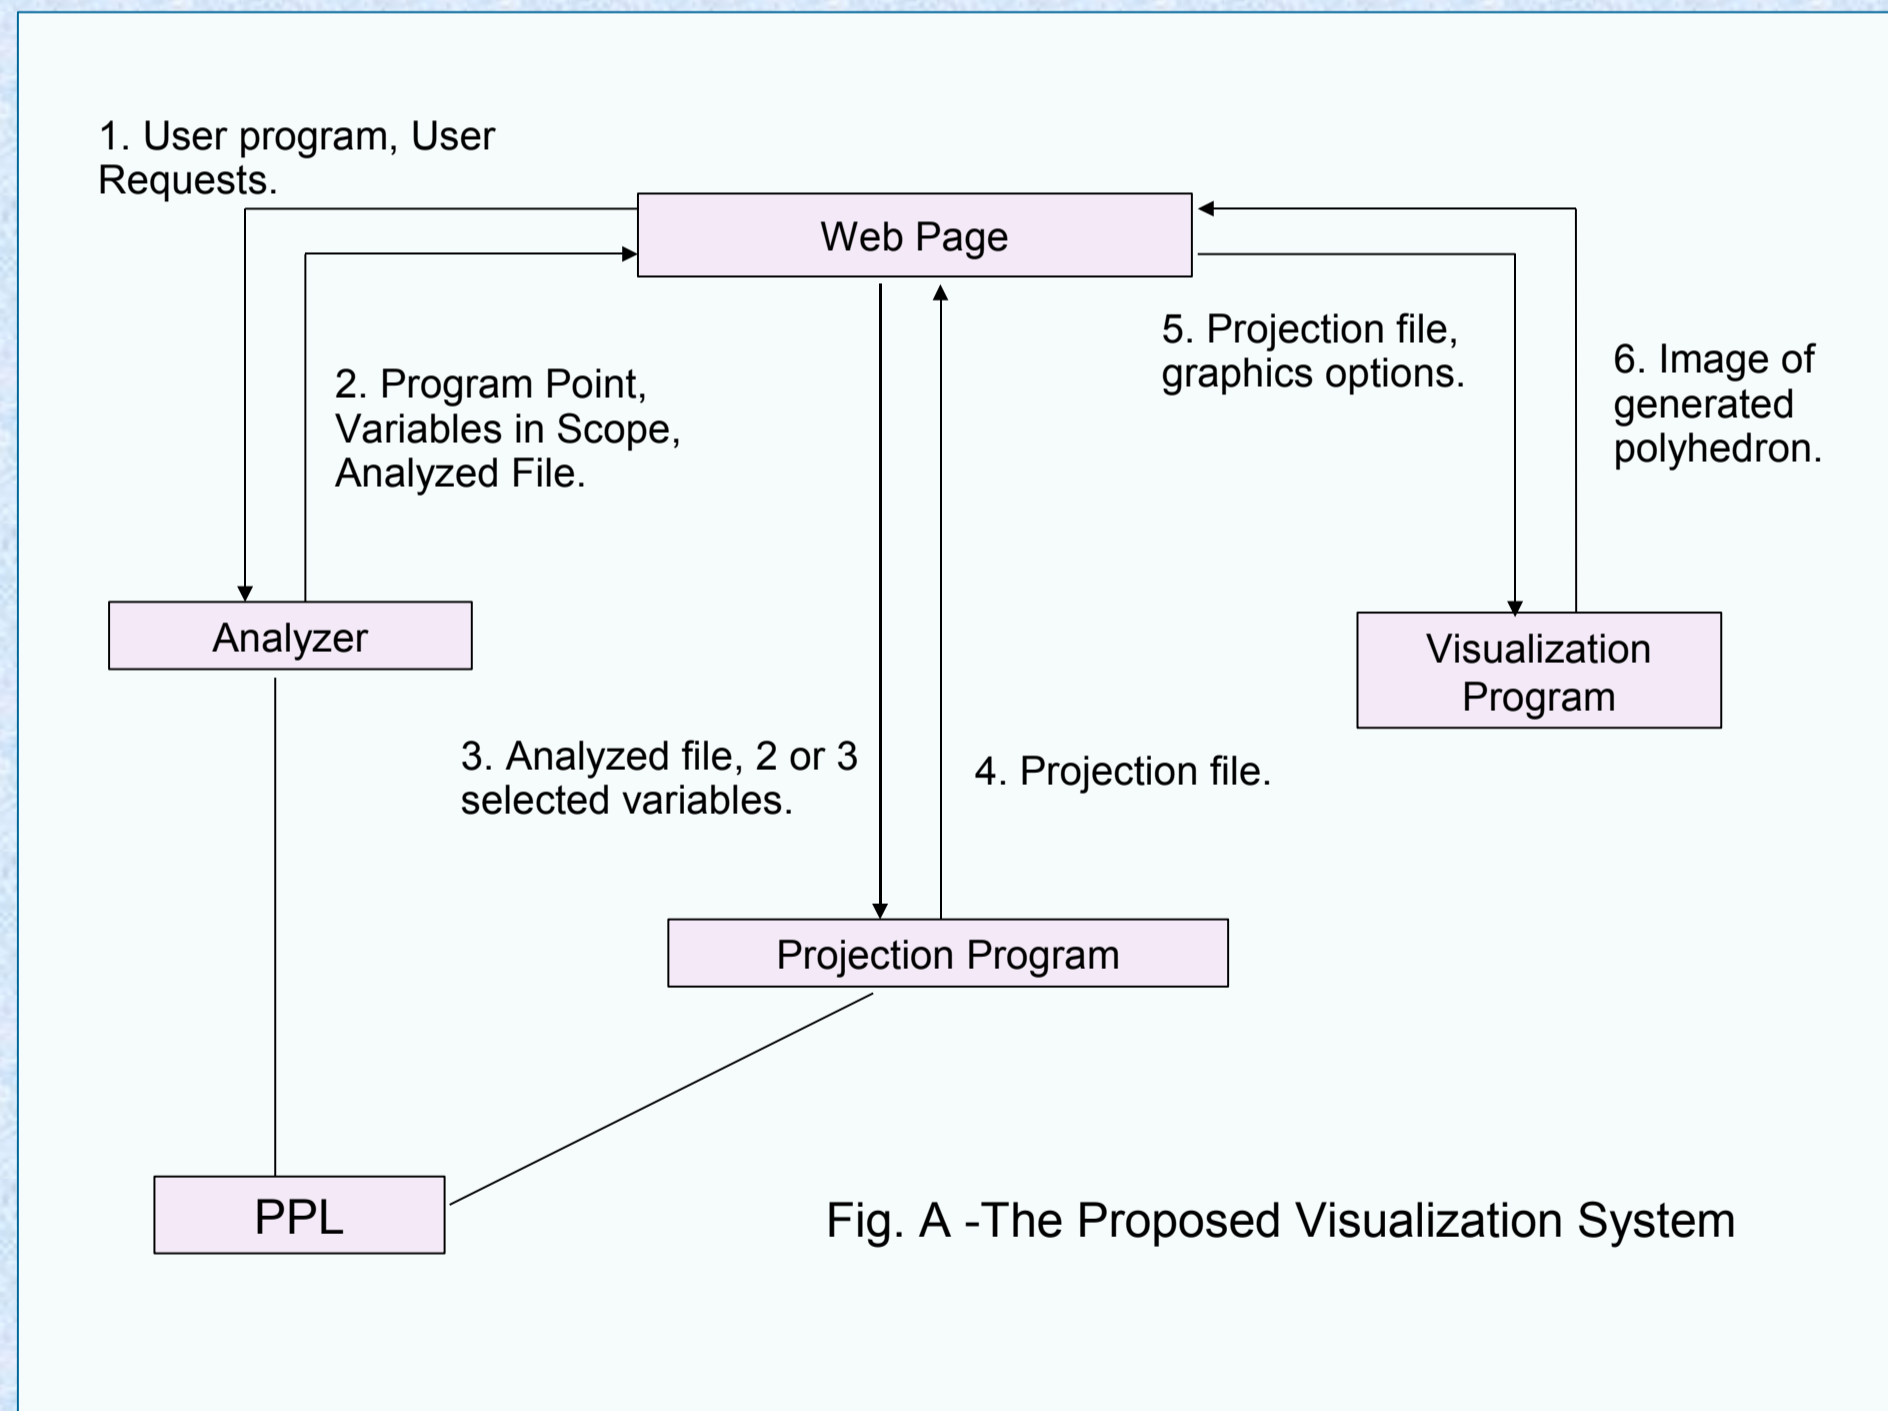 1. User program, User
Requests.
Web Page
2. Program Point,
Variables in Scope,
Analyzed File.
5. Projection file,
graphics options.
6. Image of
generated
polyhedron.
Analyzer
Visualization
Program
3. Analyzed file, 2 or 3
selected variables.
4. Projection file.
Projection Program
PPL
Fig. A -The Proposed Visualization System